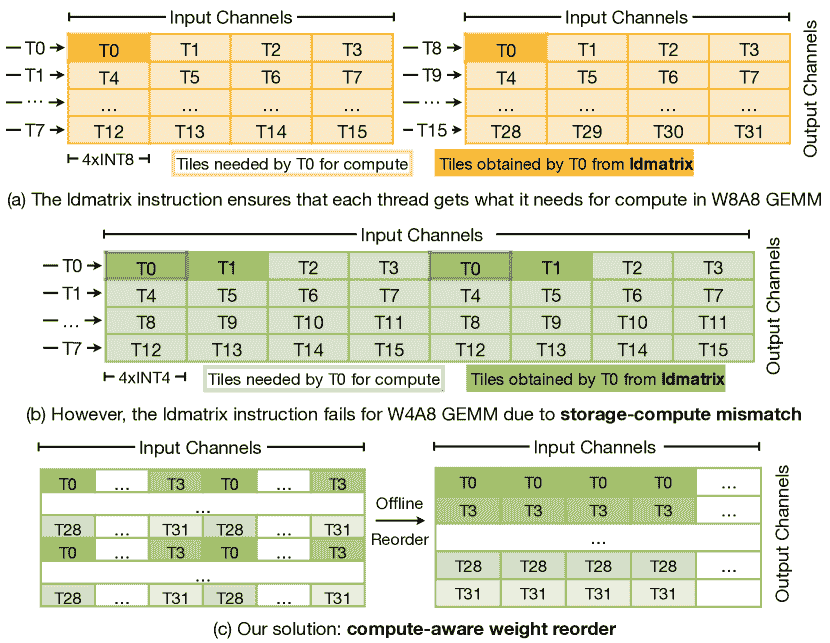 Input Channels Input Channels
T0 T0 T1 T2 T3 T8 T0 T1 T2 T3
T1 T4 T5 T6 T7 T9 T4 T5 T6 T7
... ... ... ... ... ... ... ... ... ...
T7 T12 T13 T14 T15 T15 T28 T29 T30 T31
Output Channels
4xINT8 Tiles needed by T0 for compute Tiles obtained by T0 from ldmatrix
(a) The ldmatrix instruction ensures that each thread gets what it needs for compute in W8A8 GEMM
Input Channels
T0 T0 T1 T2 T3 T0 T1 T2 T3
T1 T4 T5 T6 T7 T4 T5 T6 T7
... T8 T9 T10 T11 T8 T9 T10 T11
T7 T12 T13 T14 T15 T12 T13 T14 T15
Output Channels
4xINT4 Tiles needed by T0 for compute Tiles obtained by T0 from ldmatrix
(b) However, the ldmatrix instruction fails for W4A8 GEMM due to storage-compute mismatch
Input Channels
T0 ... T3 T0 ... T3
...
T28 ... T31 T28 ... T31
T0 ... T3 T0 ... T3
...
T28 ... T31 T28 ... T31
Offline
Reorder
Input Channels
T0 T0 T0 T0 ...
T3 T3 T3 T3 ...
...
T28 T28 T28 T28 ...
T31 T31 T31 T31 ...
Output Channels
(c) Our solution: compute-aware weight reorder